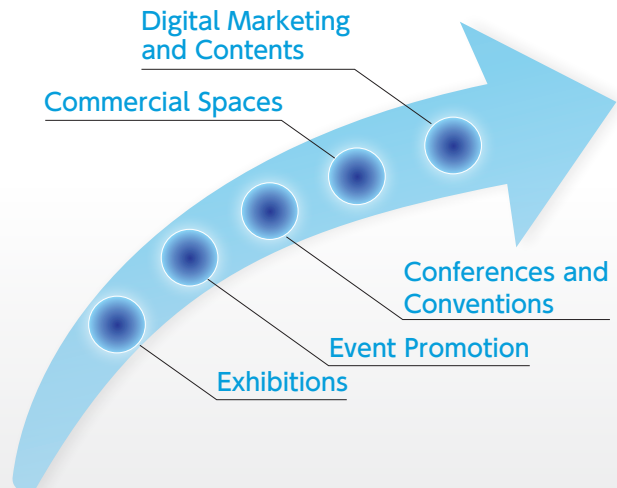 Digital Marketing
and Contents
Commercial Spaces
Conferences and
Conventions
Event Promotion
Exhibitions